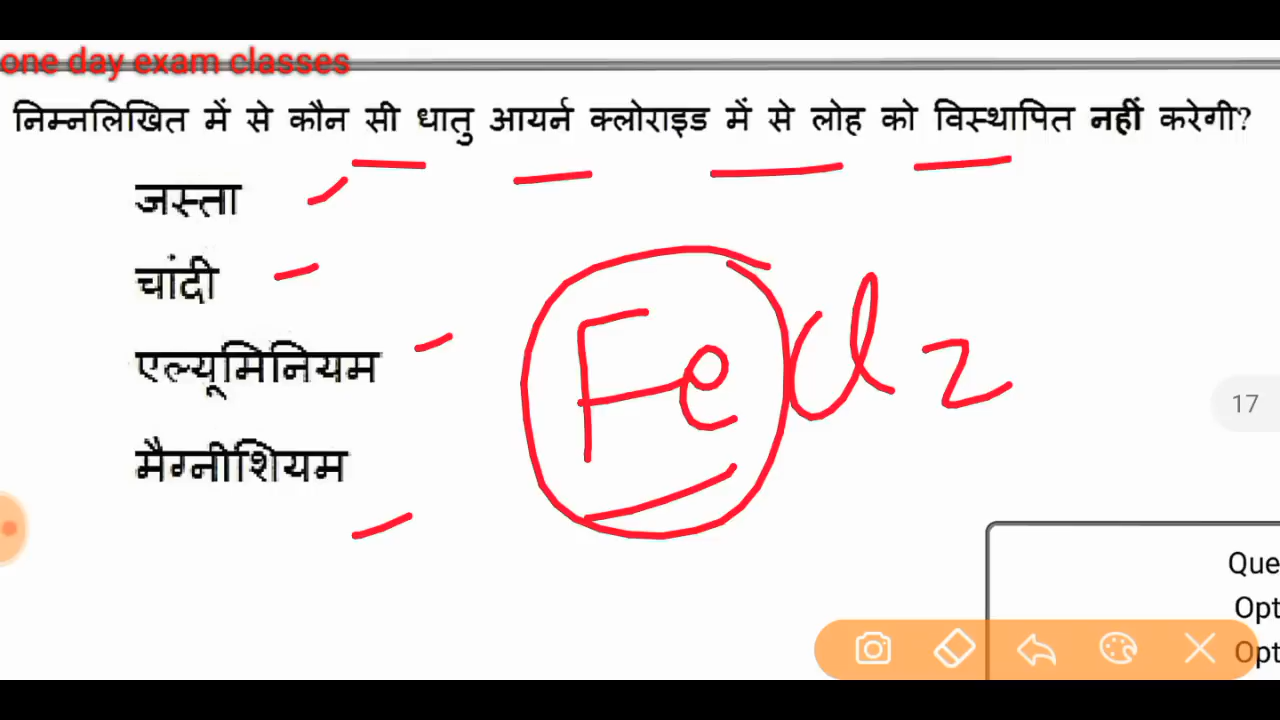 one day exam classes
निम्नलिखित में से कौन सी धातु आयर्न क्लोराइड में से लोह को विस्थापित नहीं करेगी?
जस्ता
चांदी
एल्यूमिनियम
मैग्नीशियम
FeCl2
17
Que
Opt
Opt